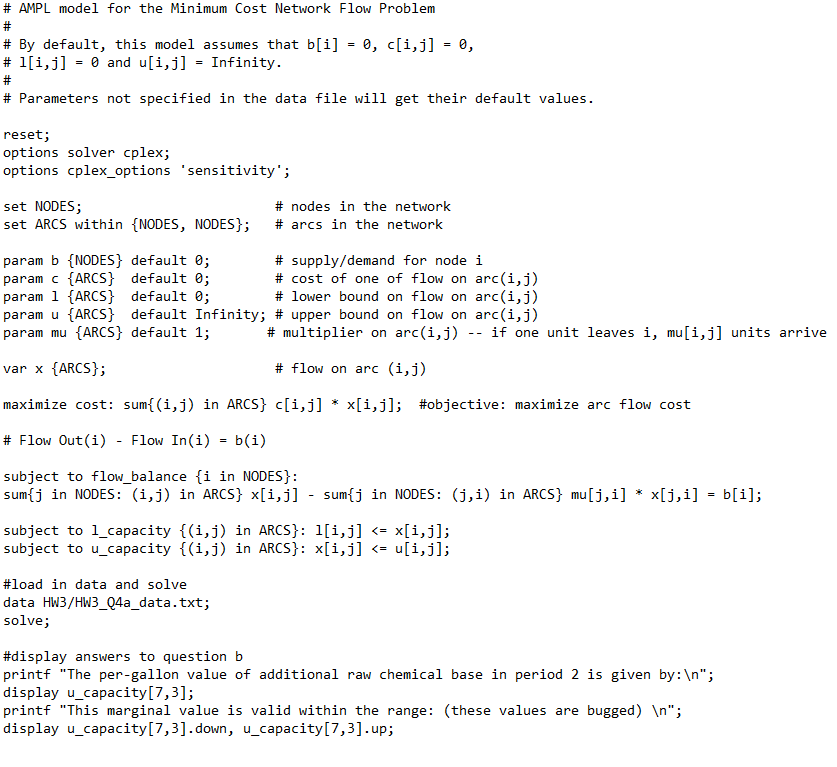 # AMPL model for the Minimum Cost Network Flow Problem
#
# By default, this model assumes that b[i] = 0, c[i,j] = 0,
# l[i,j] = 0 and u[i,j] = Infinity.
#
# Parameters not specified in the data file will get their default values.
reset;
options solver cplex;
options cplex_options 'sensitivity';
set NODES; # nodes in the network
set ARCS within {NODES, NODES}; # arcs in the network
param b {NODES} default 0; # supply/demand for node i
param c {ARCS} default 0; # cost of one of flow on arc(i,j)
param l {ARCS} default 0; # lower bound on flow on arc(i,j)
param u {ARCS} default Infinity; # upper bound on flow on arc(i,j)
param mu {ARCS} default 1; # multiplier on arc(i,j) -- if one unit leaves i, mu[i,j] units arrive
var x {ARCS}; # flow on arc (i,j)
maximize cost: sum{(i,j) in ARCS} c[i,j] * x[i,j]; #objective: maximize arc flow cost
# Flow Out(i) - Flow In(i) = b(i)
subject to flow_balance {i in NODES}:
sum{j in NODES: (i,j) in ARCS} x[i,j] - sum{j in NODES: (j,i) in ARCS} mu[j,i] * x[j,i] = b[i];
subject to l_capacity {(i,j) in ARCS}: l[i,j] <= x[i,j];
subject to u_capacity {(i,j) in ARCS}: x[i,j] <= u[i,j];
#load in data and solve
data HW3/HW3_Q4a_data.txt;
solve;
#display answers to question b
printf "The per-gallon value of additional raw chemical base in period 2 is given by:\n";
display u_capacity[7,3];
printf "This marginal value is valid within the range: (these values are bugged) \n";
display u_capacity[7,3].down, u_capacity[7,3].up;